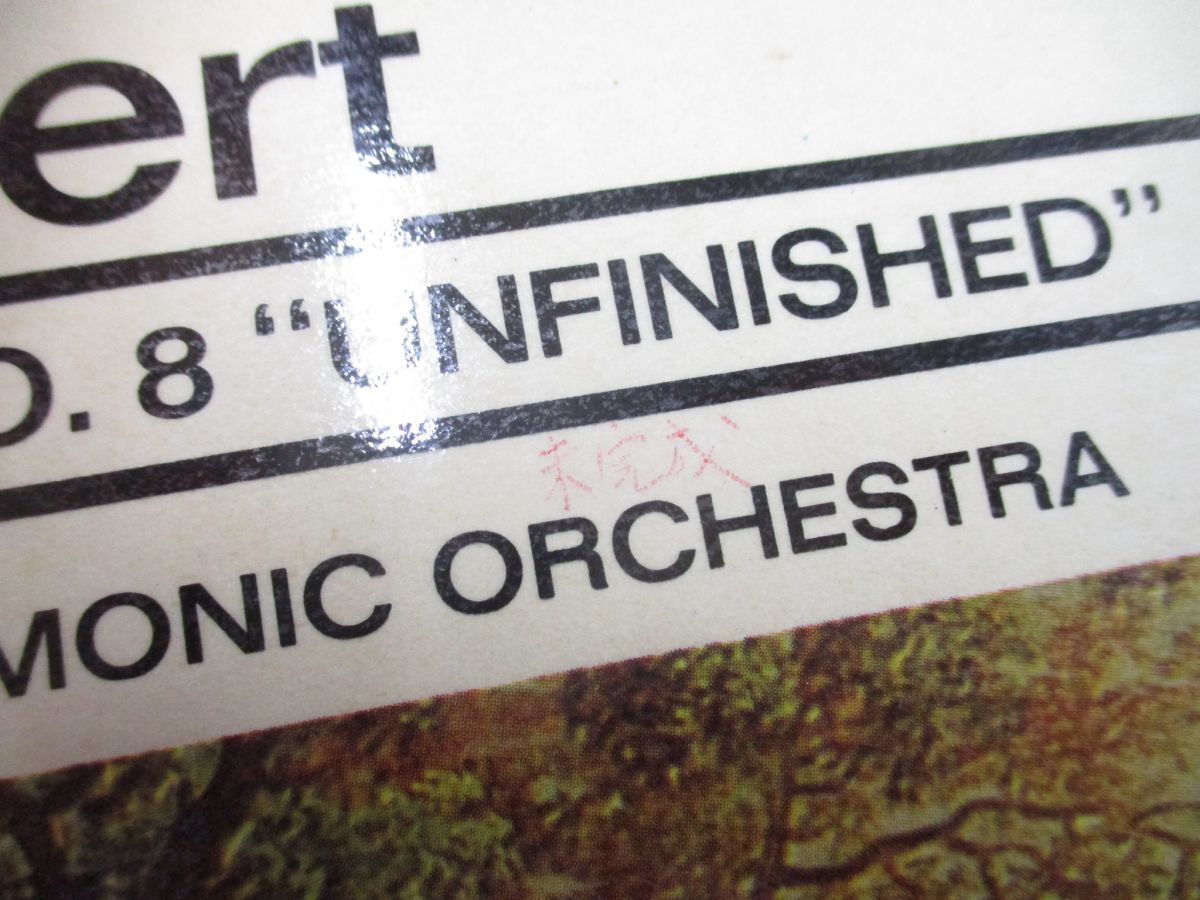 ert
O. 8 “UNFINISHED”
未完成
MONIC ORCHESTRA